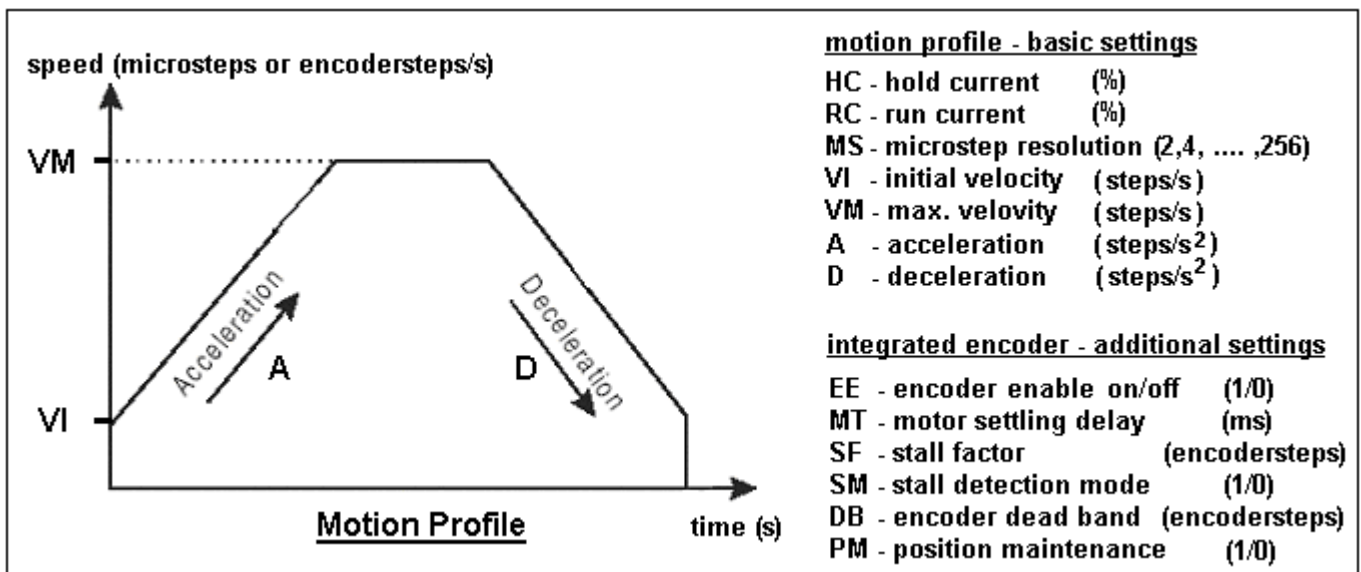 speed (microsteps or encodersteps/s)
VM
VI
Acceleration
A
Deceleration
D
Motion Profile
time (s)
motion profile - basic settings
HC - hold current (%)
RC - run current (%)
MS - microstep resolution (2,4, .... ,256)
VI - initial velocity (steps/s)
VM - max. velovity (steps/s)
A - acceleration (steps/s²)
D - deceleration (steps/s²)
integrated encoder - additional settings
EE - encoder enable on/off (1/0)
MT - motor settling delay (ms)
SF - stall factor (encodersteps)
SM - stall detection mode (1/0)
DB - encoder dead band (encodersteps)
PM - position maintenance (1/0)